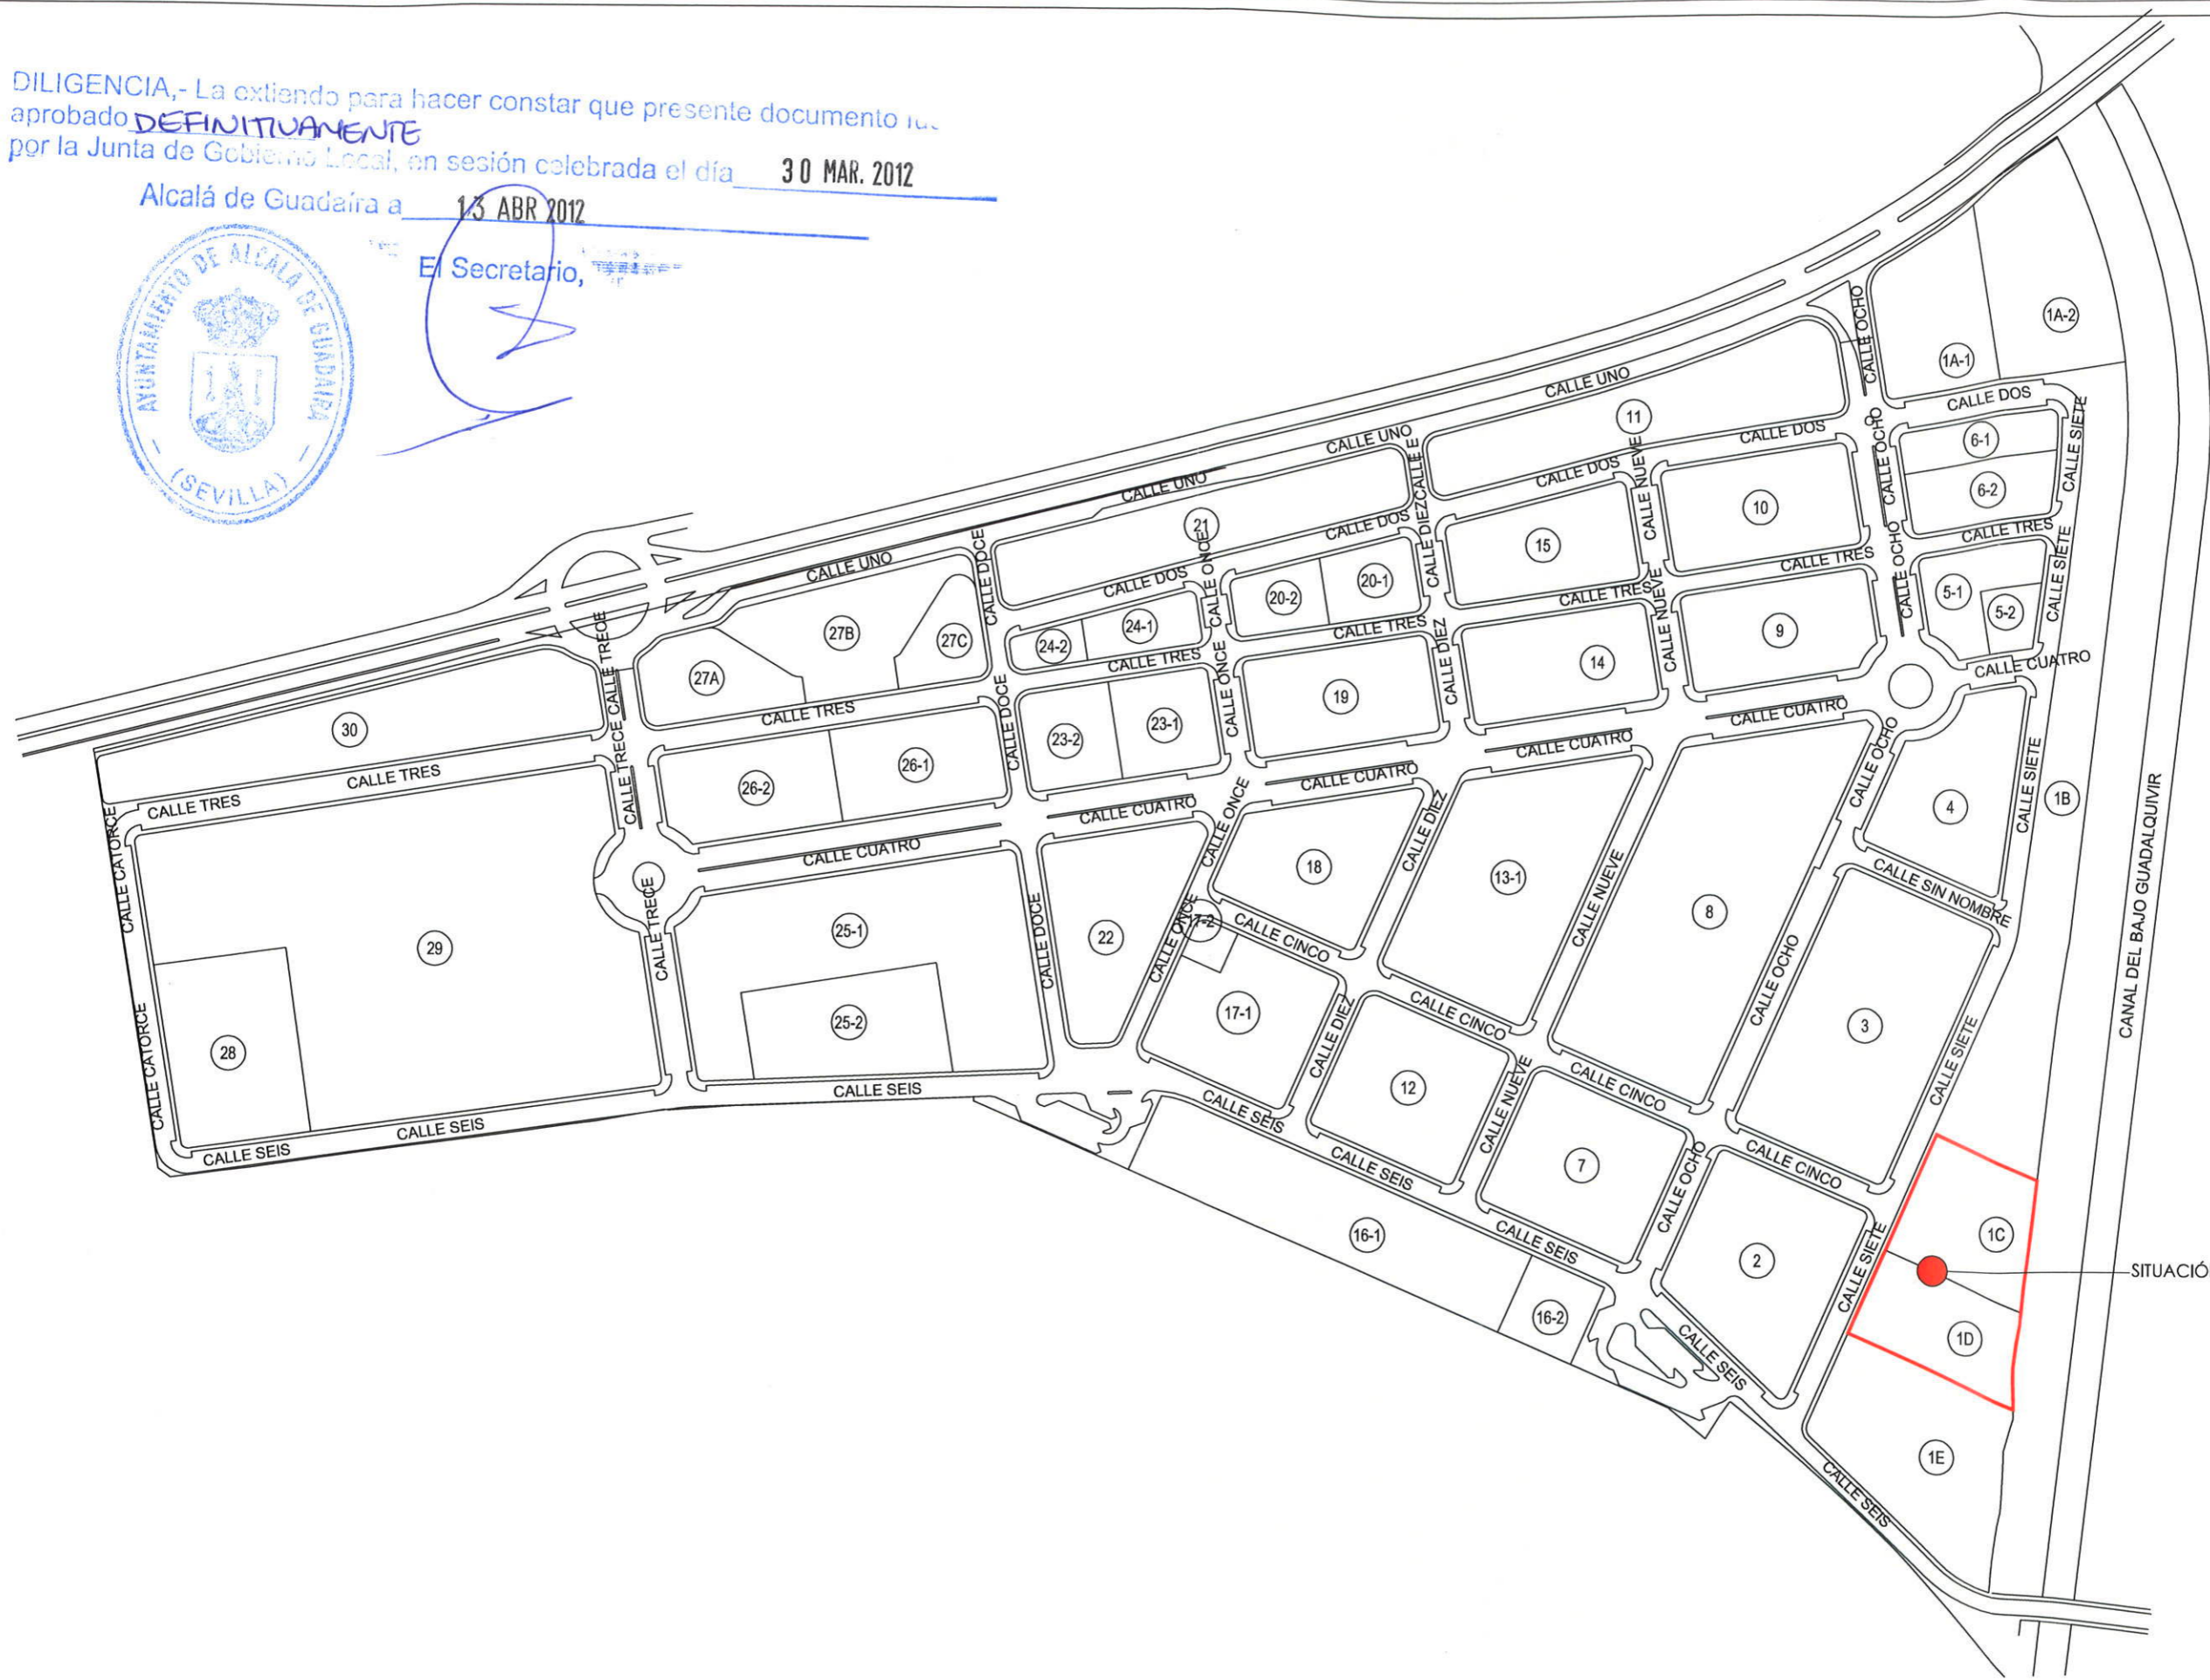 DILIGENCIA,- La extiendo para hacer constar que presente documento
aprobado DEFINITIVAMENTE
por la Junta de Gobierno Local, en sesión celebrada el día 30 MAR. 2012
Alcalá de Guadaíra a 13 ABR 2012
El Secretario,
AYUNTAMIENTO DE ALCALA DE GUADAIRA
(SEVILLA)
CALLE OCHO
1A-2
1A-1
CALLE UNO
CALLE DOS
11
CALLE OCHO
CALLE SIETE
CALLE UNO
CALLE DOS
6-1
CALLE E
CALLE NUEVE
CALLE DOS
CALLE OCHO
6-2
CALLE UNO
CALLE DIEZ
10
21
CALLE DOS
CALLE TRES
CALLE SIETE
15
CALLE TRES
CALLE OCHO
CALLE UNO
CALLE DOCE
CALLE DOS
CALLE ONCE
20-2
20-1
CALLE TRES
CALLE NUEVE
5-1
5-2
27B
27C
24-2
24-1
CALLE TRES
CALLE DIEZ
9
CALLE TRECE
27A
CALLE TRES
CALLE ONCE
19
14
CALLE CUATRO
30
CALLE TRES
CALLE DOCE
23-2
23-1
CALLE CUATRO
CALLE CUATRO
CALLE OCHO
CALLE TRES
CALLE TRES
CALLE TRECE
26-2
26-1
CALLE CUATRO
CALLE CUATRO
4
CALLE SIETE
1B
CALLE CATORCE
CALLE CUATRO
CALLE ONCE
18
CALLE DIEZ
13-1
CALLE NUEVE
8
CALLE SIN NOMBRE
CANAL DEL BAJO GUADALQUIVIR
29
CALLE TRECE
25-1
CALLE DOCE
22
CALLE ONCE
17-2
CALLE CINCO
CALLE OCHO
28
25-2
17-1
CALLE DIEZ
CALLE CINCO
3
CALLE CATORCE
CALLE SEIS
CALLE SEIS
CALLE SEIS
CALLE SEIS
12
CALLE NUEVE
CALLE CINCO
CALLE SIETE
CALLE SEIS
7
CALLE OCHO
CALLE CINCO
16-1
CALLE SEIS
2
CALLE SIETE
1C
SITUACIÓ
16-2
CALLE SEIS
1D
1E
CALLE SEIS